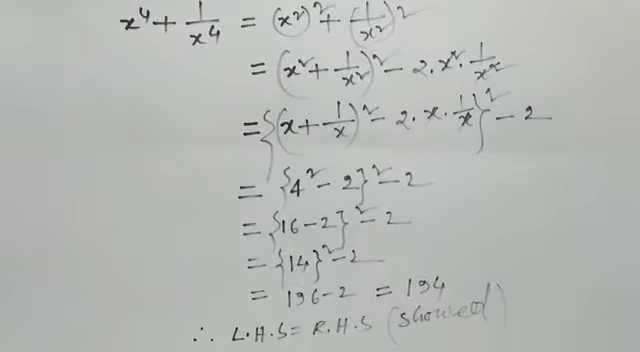 x⁴ + 1/x⁴ = (x²)² + (1/x²)²
= (x² + 1/x²)² − 2·x²·1/x²
= {(x + 1/x)² − 2·x·1/x}² − 2
= {4² − 2}² − 2
= {16 − 2}² − 2
= {14}² − 2
= 196 − 2 = 194
∴ L.H.S = R.H.S (showed)